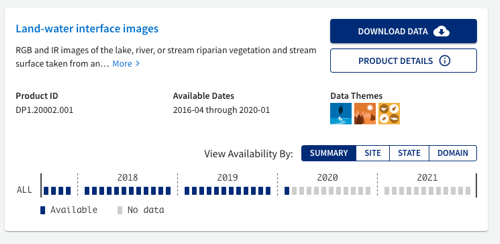 Land-water interface images
DOWNLOAD DATA
RGB and IR images of the lake, river, or stream riparian vegetation and stream
surface taken from an... More
PRODUCT DETAILS
Product ID
Available Dates
Data Themes
DP1.20002.001
2016-04 through 2020-01
View Availability By:
SUMMARY
SITE
STATE
DOMAIN
2018
2019
2020
2021
ALL
Available
No data